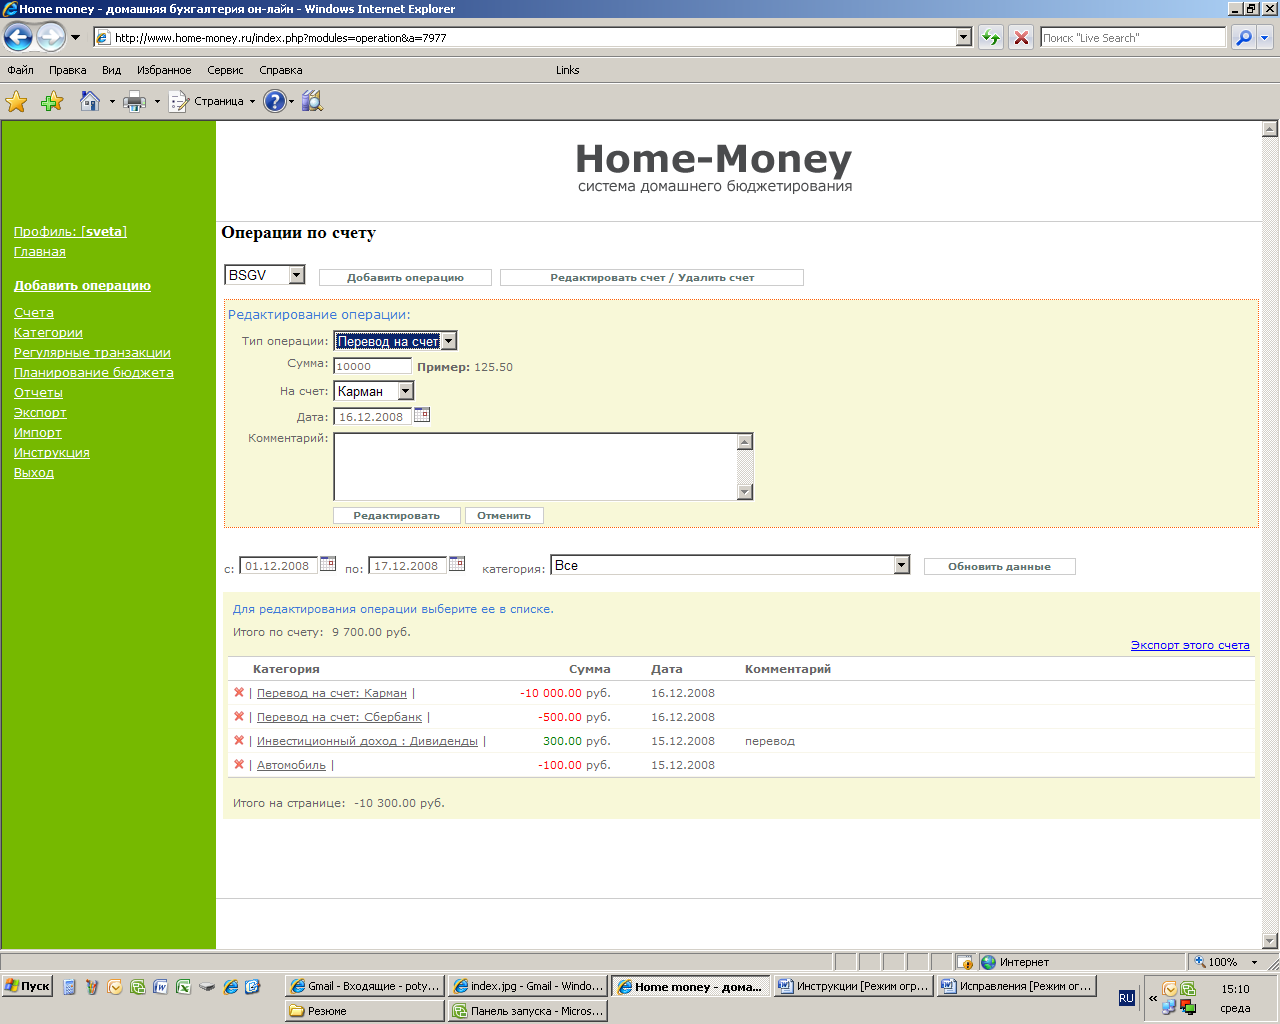 Home money - домашняя бухгалтерия он-лайн - Windows Internet Explorer
http://www.home-money.ru/index.php?modules=operation&a=7977
Поиск "Live Search"
Файл Правка Вид Избранное Сервис Справка Links
Страница
Home-Money
система домашнего бюджетирования
Профиль: [sveta]
Главная
Добавить операцию
Счета
Категории
Регулярные транзакции
Планирование бюджета
Отчеты
Экспорт
Импорт
Инструкция
Выход
Операции по счету
BSGV Добавить операцию Редактировать счет / Удалить счет
Редактирование операции:
Тип операции: Перевод на счет
Сумма: 10000 Пример: 125.50
На счет: Карман
Дата: 16.12.2008
Комментарий:
Редактировать Отменить
с: 01.12.2008 по: 17.12.2008 категория: Все Обновить данные
Для редактирования операции выберите ее в списке.
Итого по счету: 9 700.00 руб.
Экспорт этого счета
Категория Сумма Дата Комментарий
| Перевод на счет: Карман | -10 000.00 руб. 16.12.2008
| Перевод на счет: Сбербанк | -500.00 руб. 16.12.2008
| Инвестиционный доход : Дивиденды | 300.00 руб. 15.12.2008 перевод
| Автомобиль | -100.00 руб. 15.12.2008
Итого на странице: -10 300.00 руб.
Интернет 100%
Пуск Gmail - Входящие - poty... index.jpg - Gmail - Windo... Home money - дома... Инструкции [Режим огр... Исправления [Режим ог... RU « 15:10
Резюме Панель запуска - Micros... среда